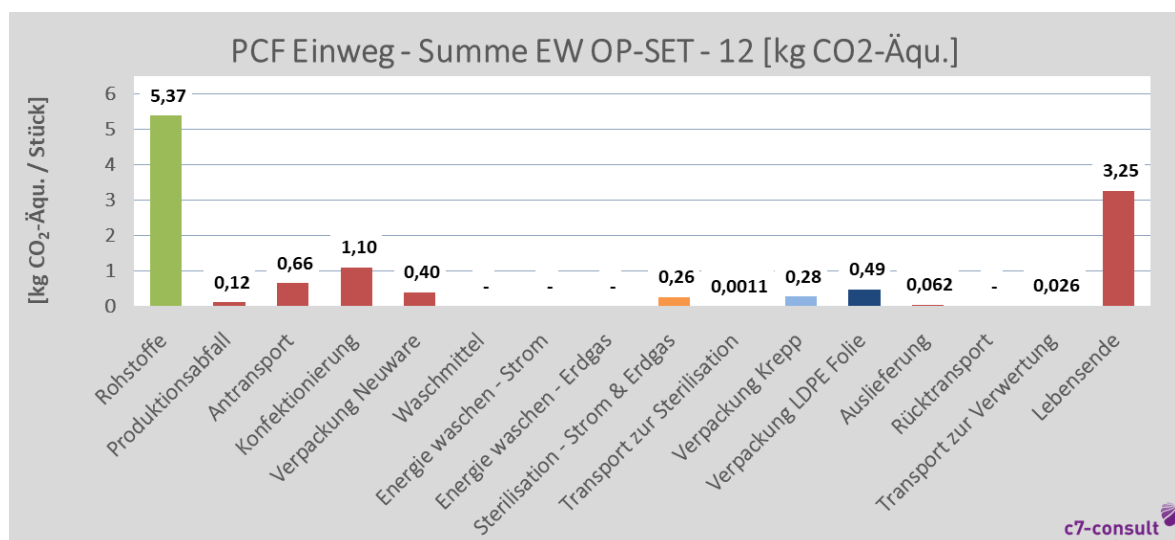 PCF Einweg - Summe EW OP-SET - 12 [kg CO2-Äqu.]
[kg CO₂-Äqu. / Stück]
6
5
4
3
2
1
0
5,37
0,12
0,66
1,10
0,40
-
-
-
0,26
0,0011
0,28
0,49
0,062
-
0,026
3,25
Rohstoffe
Produktionsabfall
Antransport
Konfektionierung
Verpackung Neuware
Waschmittel
Energie waschen - Strom
Energie waschen - Erdgas
Sterilisation - Strom & Erdgas
Transport zur Sterilisation
Verpackung Krepp
Verpackung LDPE Folie
Auslieferung
Rücktransport
Transport zur Verwertung
Lebensende
c7-consult